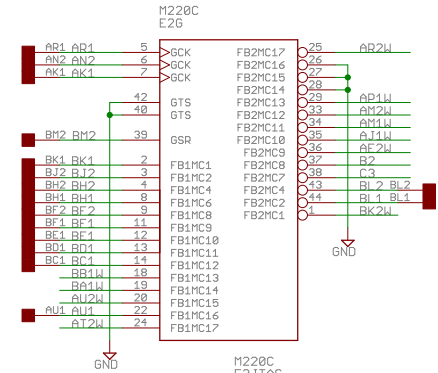 M220C
E2G
AR1 AR1 5 GCK FB2MC17 25 AR2W
AN2 AN2 6 GCK FB2MC16 26
AK1 AK1 7 GCK FB2MC15 27
FB2MC14 28
42 GTS FB2MC13 29 AP1W
40 GTS FB2MC12 33 AM2W
FB2MC11 34 AM1W
BM2 BM2 39 GSR FB2MC10 35 AJ1W
FB2MC9 36 AF2W
BK1 BK1 2 FB1MC1 FB2MC8 37 B2
BJ2 BJ2 3 FB1MC2 FB2MC7 38 C3
BH2 BH2 4 FB1MC4 FB2MC4 43 BL2 BL2
BH1 BH1 8 FB1MC6 FB2MC2 44 BL1 BL1
BF2 BF2 9 FB1MC8 FB2MC1 1 BK2W
BF1 BF1 11 FB1MC9
BE1 BE1 12 FB1MC10
BD1 BD1 13 FB1MC11
BC1 BC1 14 FB1MC12
BB1W 18 FB1MC13
BA1W 19 FB1MC14
AU2W 20 FB1MC15
AU1 AU1 22 FB1MC16
AT2W 24 FB1MC17
GND
GND
M220C
E2JTAG